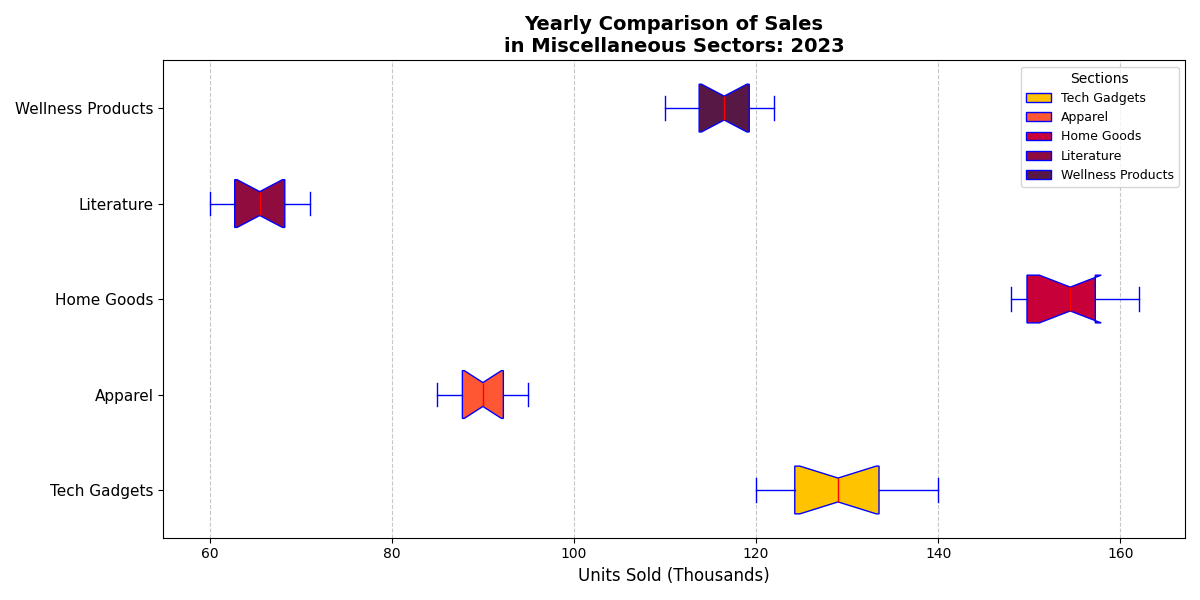 Yearly Comparison of Sales
in Miscellaneous Sectors: 2023
Wellness Products
Literature
Home Goods
Apparel
Tech Gadgets
60
80
100
120
140
160
Units Sold (Thousands)
Sections
Tech Gadgets
Apparel
Home Goods
Literature
Wellness Products